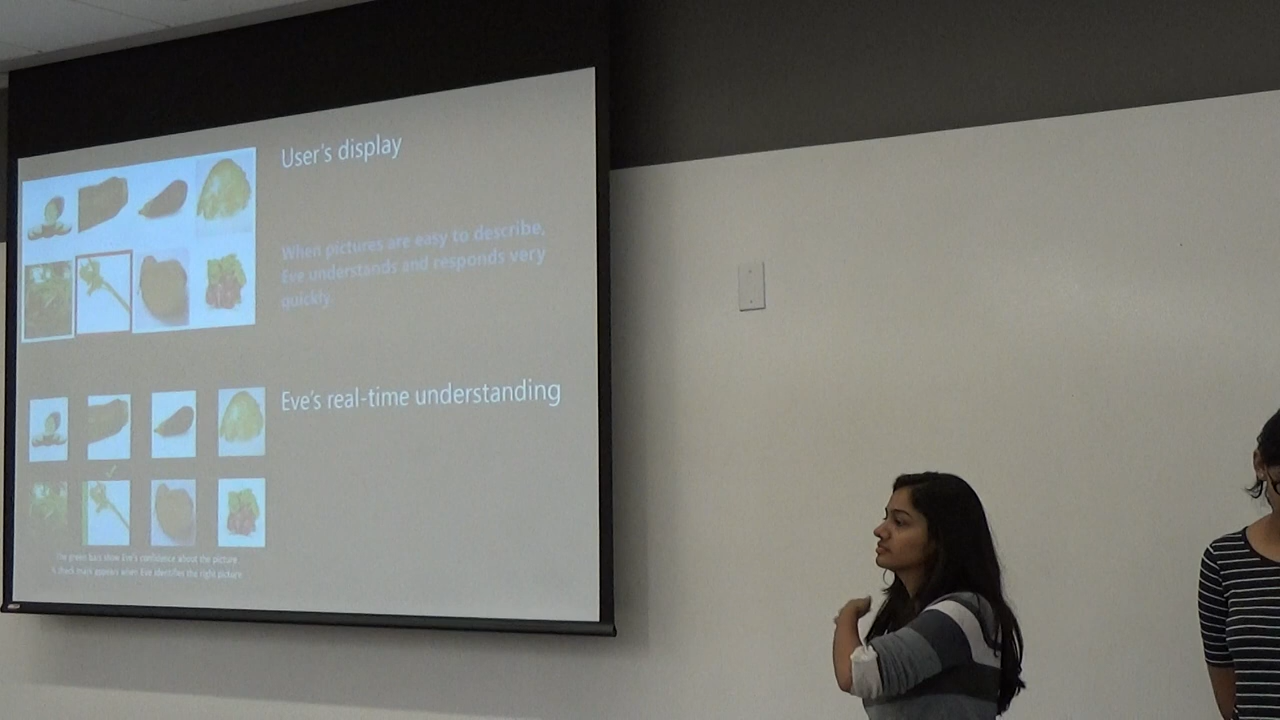 User's display
When pictures are easy to describe,
Eve understands and responds very
quickly.
Eve's real-time understanding
The green bars show Eve's confidence about the picture
A check mark appears when Eve identifies the right picture